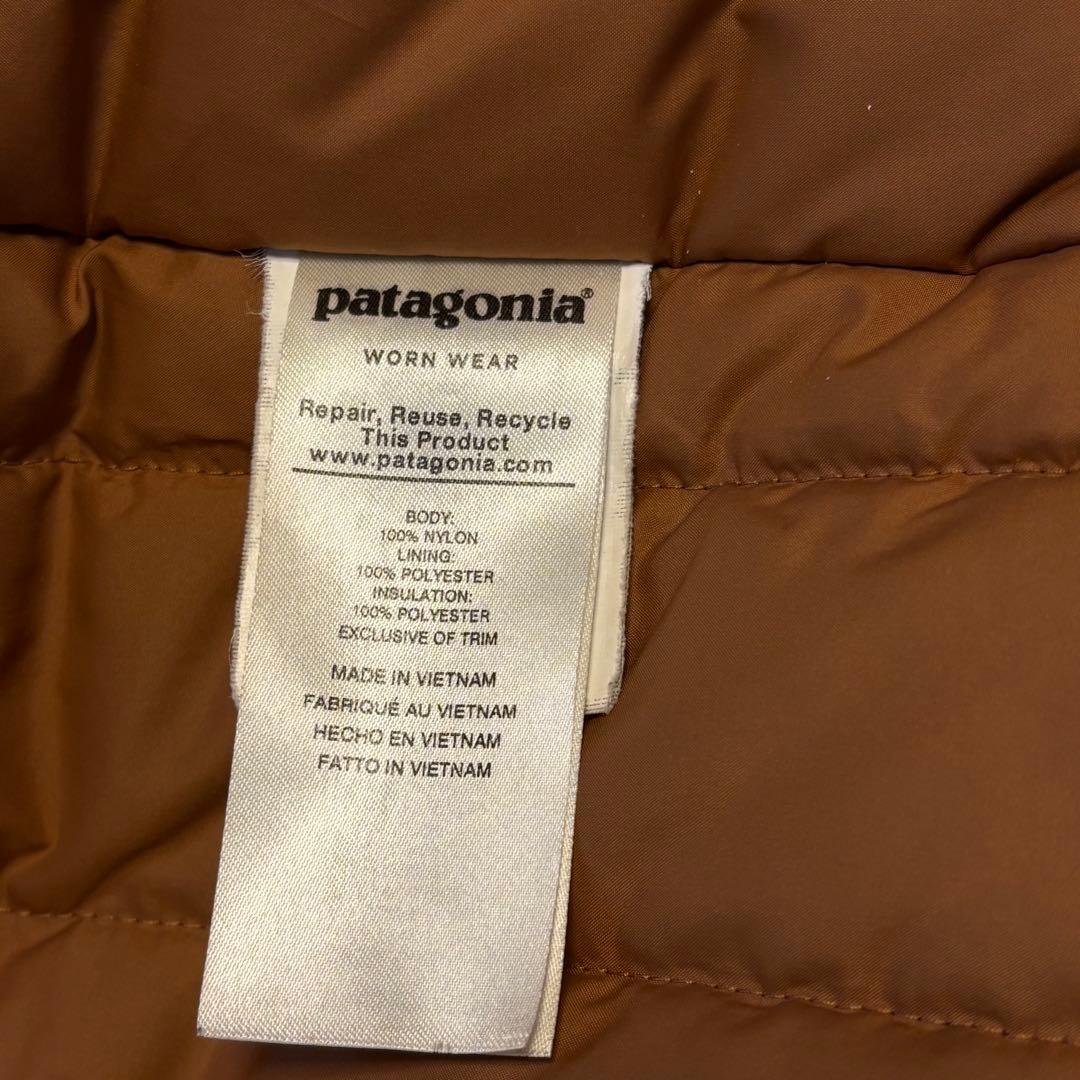 patagonia®
WORN WEAR
Repair, Reuse, Recycle
This Product
www.patagonia.com
BODY:
100% NYLON
LINING:
100% POLYESTER
INSULATION:
100% POLYESTER
EXCLUSIVE OF TRIM
MADE IN VIETNAM
FABRIQUÉ AU VIETNAM
HECHO EN VIETNAM
FATTO IN VIETNAM